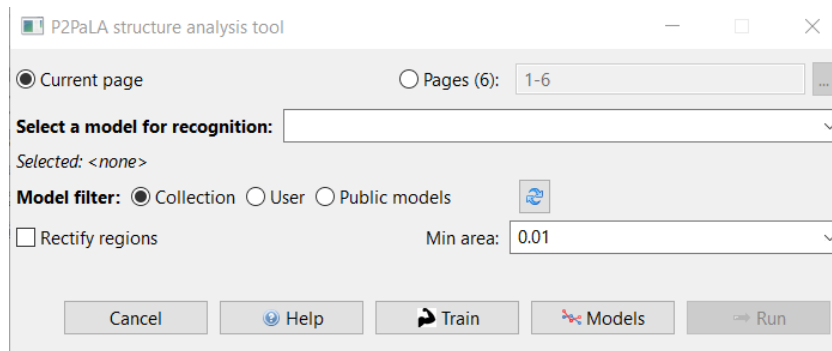 P2PaLA structure analysis tool
Current page Pages (6): 1-6 ...
Select a model for recognition:
Selected: <none>
Model filter: Collection User Public models
Rectify regions Min area: 0.01
Cancel Help Train Models Run